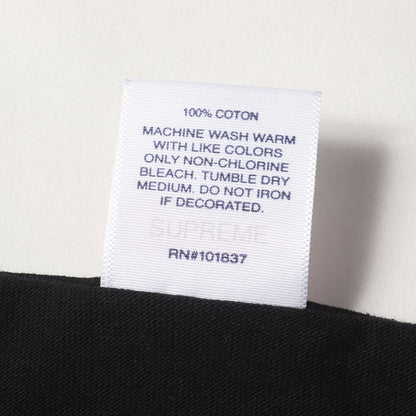 100% COTON
MACHINE WASH WARM
WITH LIKE COLORS
ONLY NON-CHLORINE
BLEACH. TUMBLE DRY
MEDIUM. DO NOT IRON
IF DECORATED.
SUPREME
RN#101837